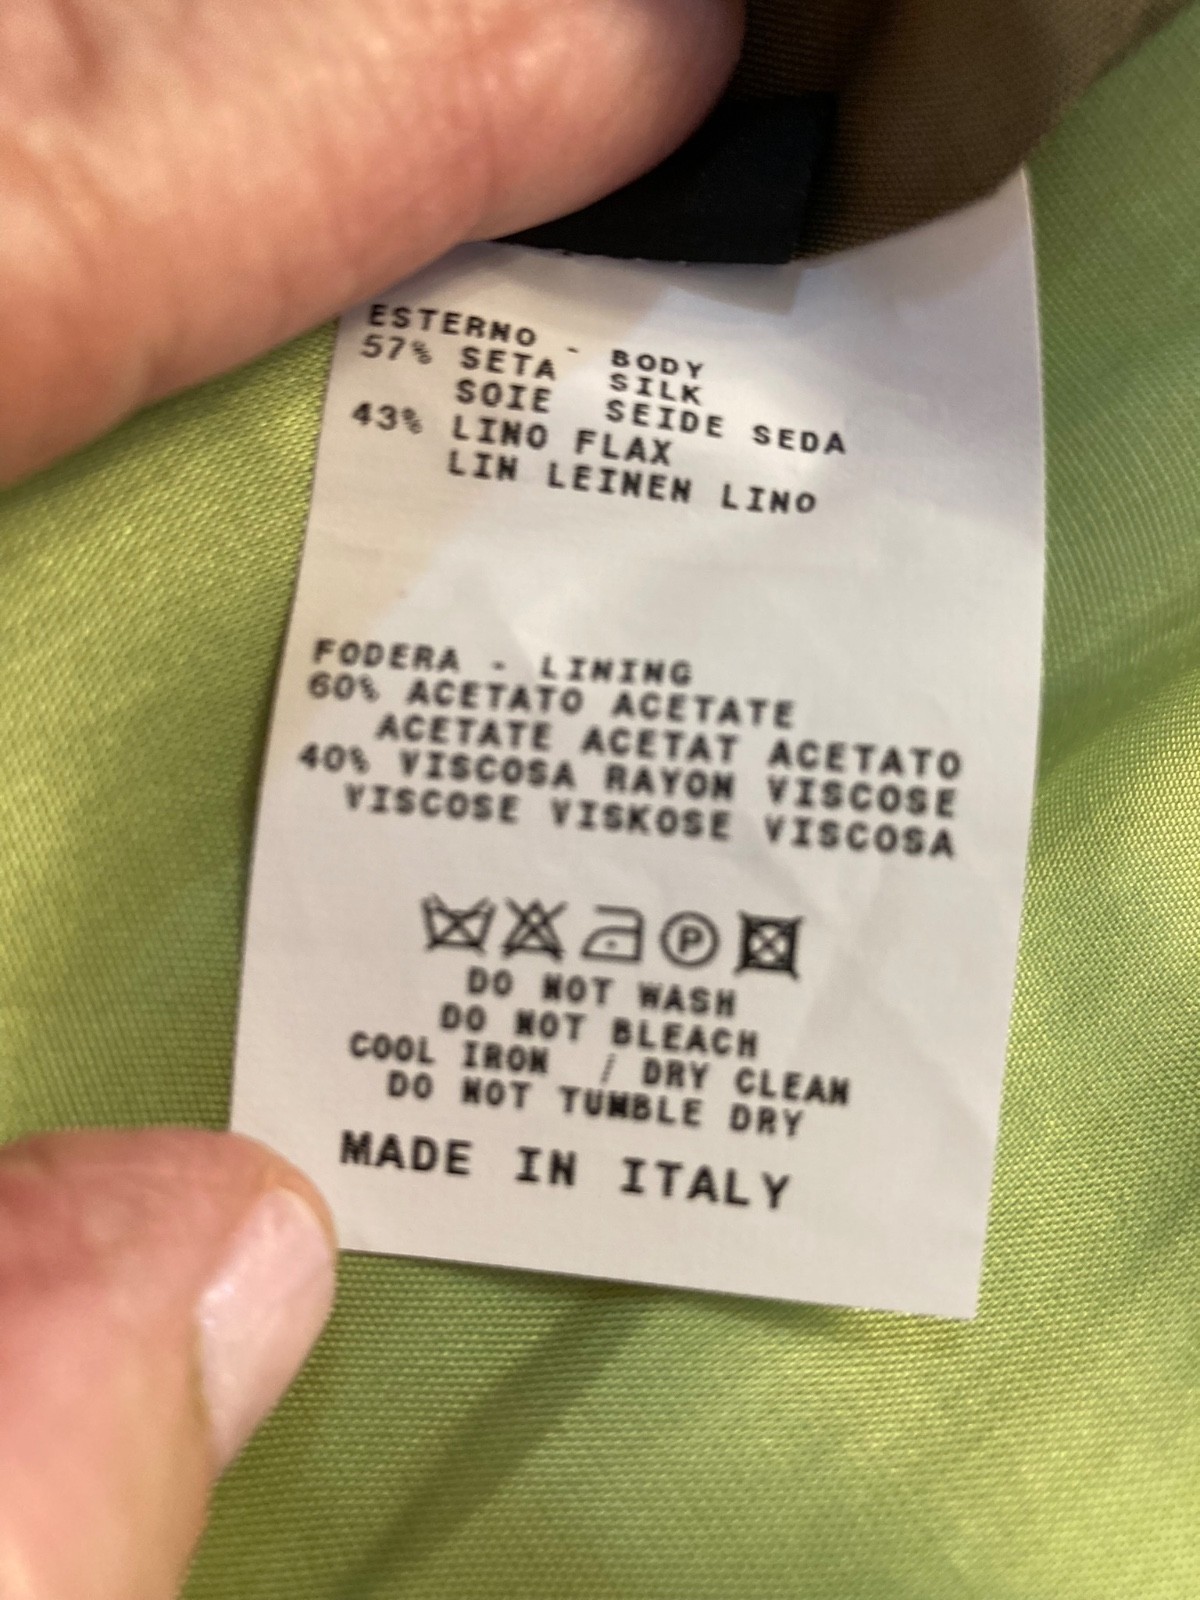 ESTERNO - BODY
57% SETA SILK
SOIE SEIDE SEDA
43% LINO FLAX
LIN LEINEN LINO
FODERA - LINING
60% ACETATO ACETATE
ACETATE ACETAT ACETATO
40% VISCOSA RAYON VISCOSE
VISCOSE VISKOSE VISCOSA
P
DO NOT WASH
DO NOT BLEACH
COOL IRON / DRY CLEAN
DO NOT TUMBLE DRY
MADE IN ITALY